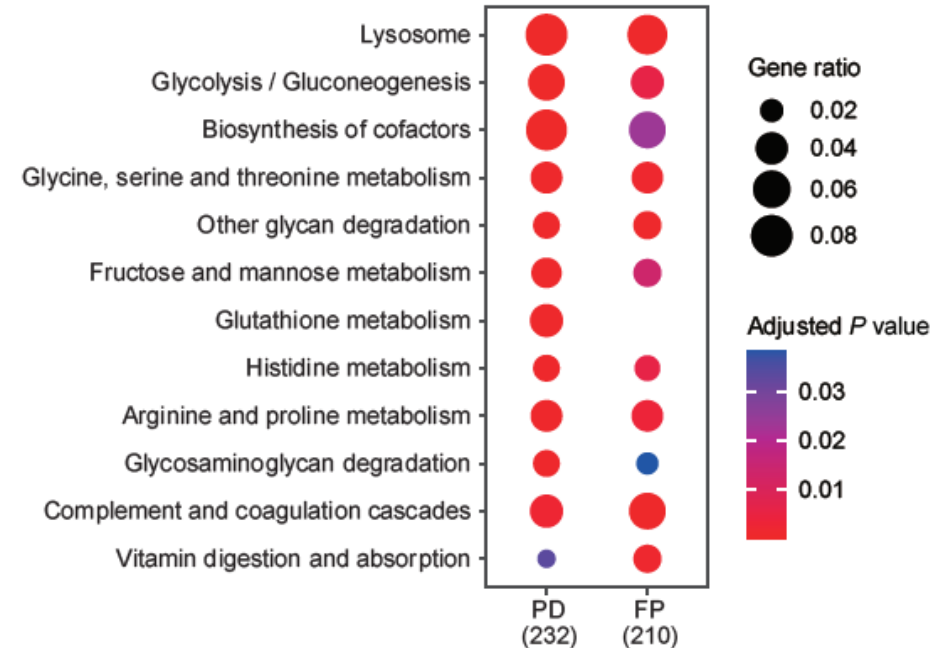 Lysosome
Glycolysis / Gluconeogenesis
Biosynthesis of cofactors
Glycine, serine and threonine metabolism
Other glycan degradation
Fructose and mannose metabolism
Glutathione metabolism
Histidine metabolism
Arginine and proline metabolism
Glycosaminoglycan degradation
Complement and coagulation cascades
Vitamin digestion and absorption
PD
(232)
FP
(210)
Gene ratio
0.02
0.04
0.06
0.08
Adjusted P value
0.03
0.02
0.01